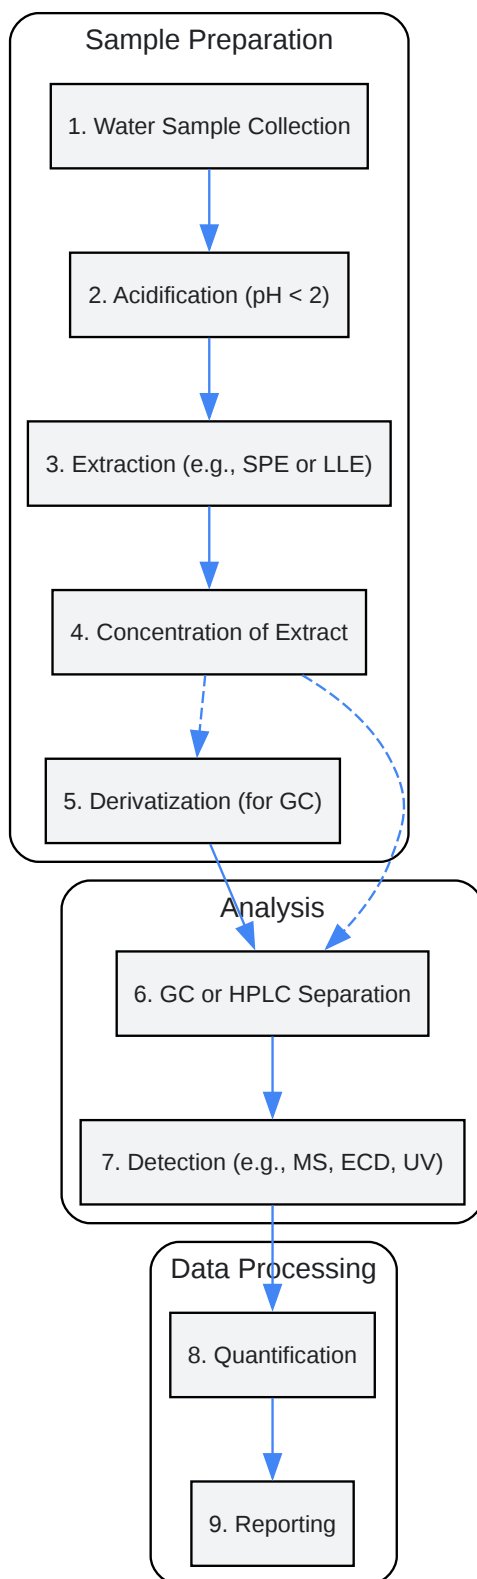 Sample Preparation
1. Water Sample Collection
2. Acidification (pH < 2)
3. Extraction (e.g., SPE or LLE)
4. Concentration of Extract
5. Derivatization (for GC)
Analysis
6. GC or HPLC Separation
7. Detection (e.g., MS, ECD, UV)
Data Processing
8. Quantification
9. Reporting